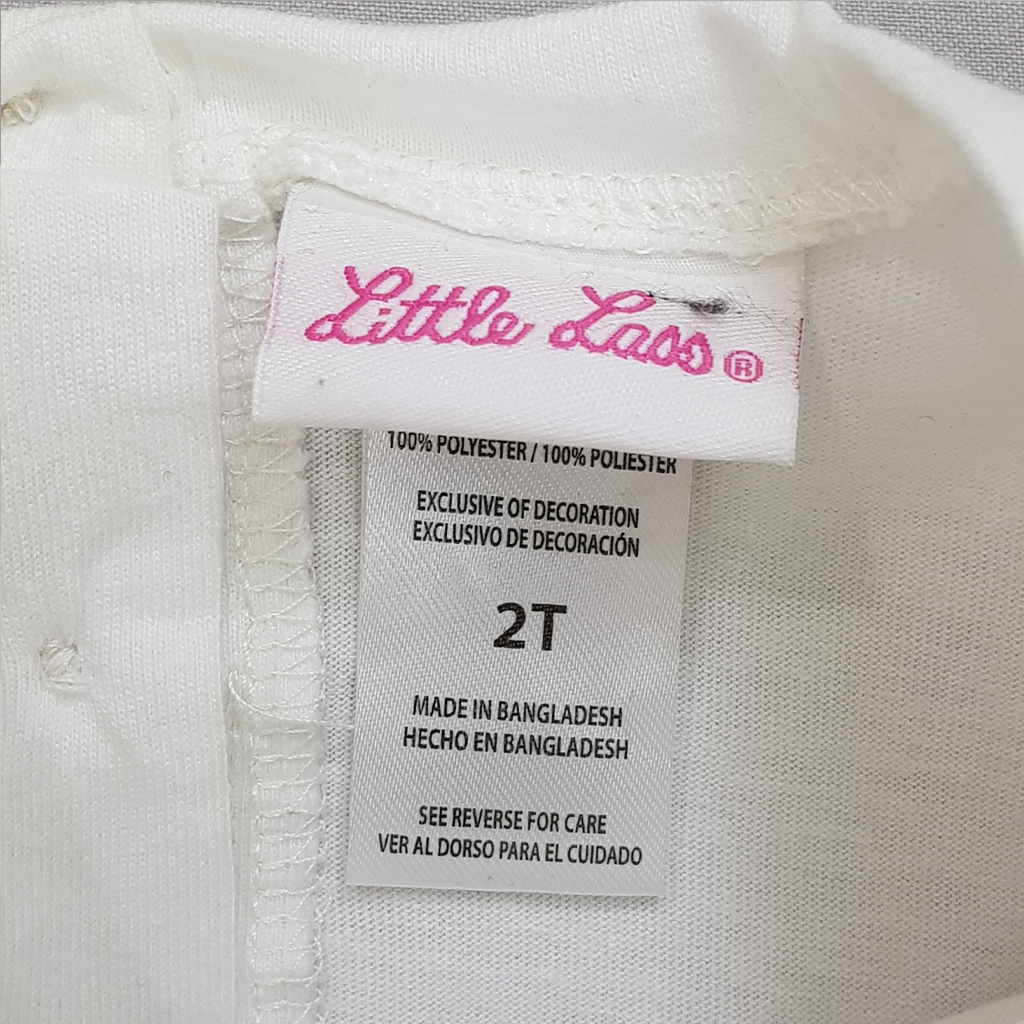 Little Lass®
100% POLYESTER / 100% POLIESTER
EXCLUSIVE OF DECORATION
EXCLUSIVO DE DECORACIÓN
2T
MADE IN BANGLADESH
HECHO EN BANGLADESH
SEE REVERSE FOR CARE
VER AL DORSO PARA EL CUIDADO